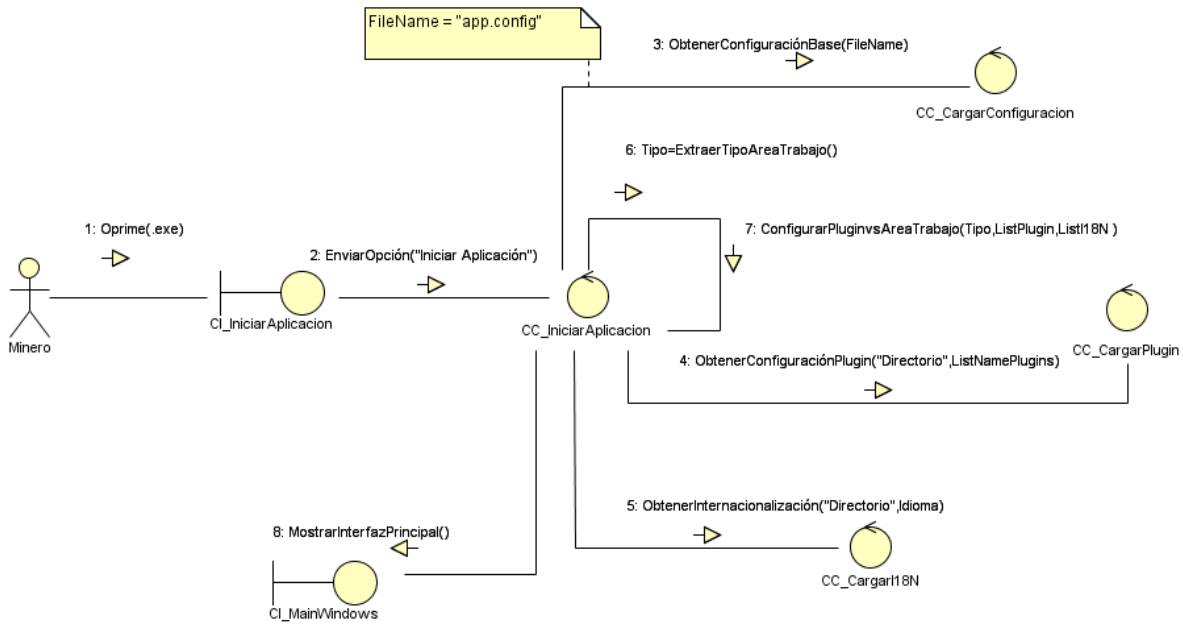 FileName = "app.config"
3: ObtenerConfiguraciónBase(FileName)
CC_CargarConfiguracion
6: Tipo=ExtraerTipoAreaTrabajo()
1: Oprime(.exe)
7: ConfigurarPluginvsAreaTrabajo(Tipo,ListPlugin,ListI18N )
2: EnviarOpción("Iniciar Aplicación")
CI_IniciarAplicacion
CC_IniciarAplicacion
Minero
CC_CargarPlugin
4: ObtenerConfiguraciónPlugin("Directorio",ListNamePlugins)
5: ObtenerInternacionalización("Directorio",Idioma)
8: MostrarInterfazPrincipal()
CC_CargarI18N
CI_MainWindows